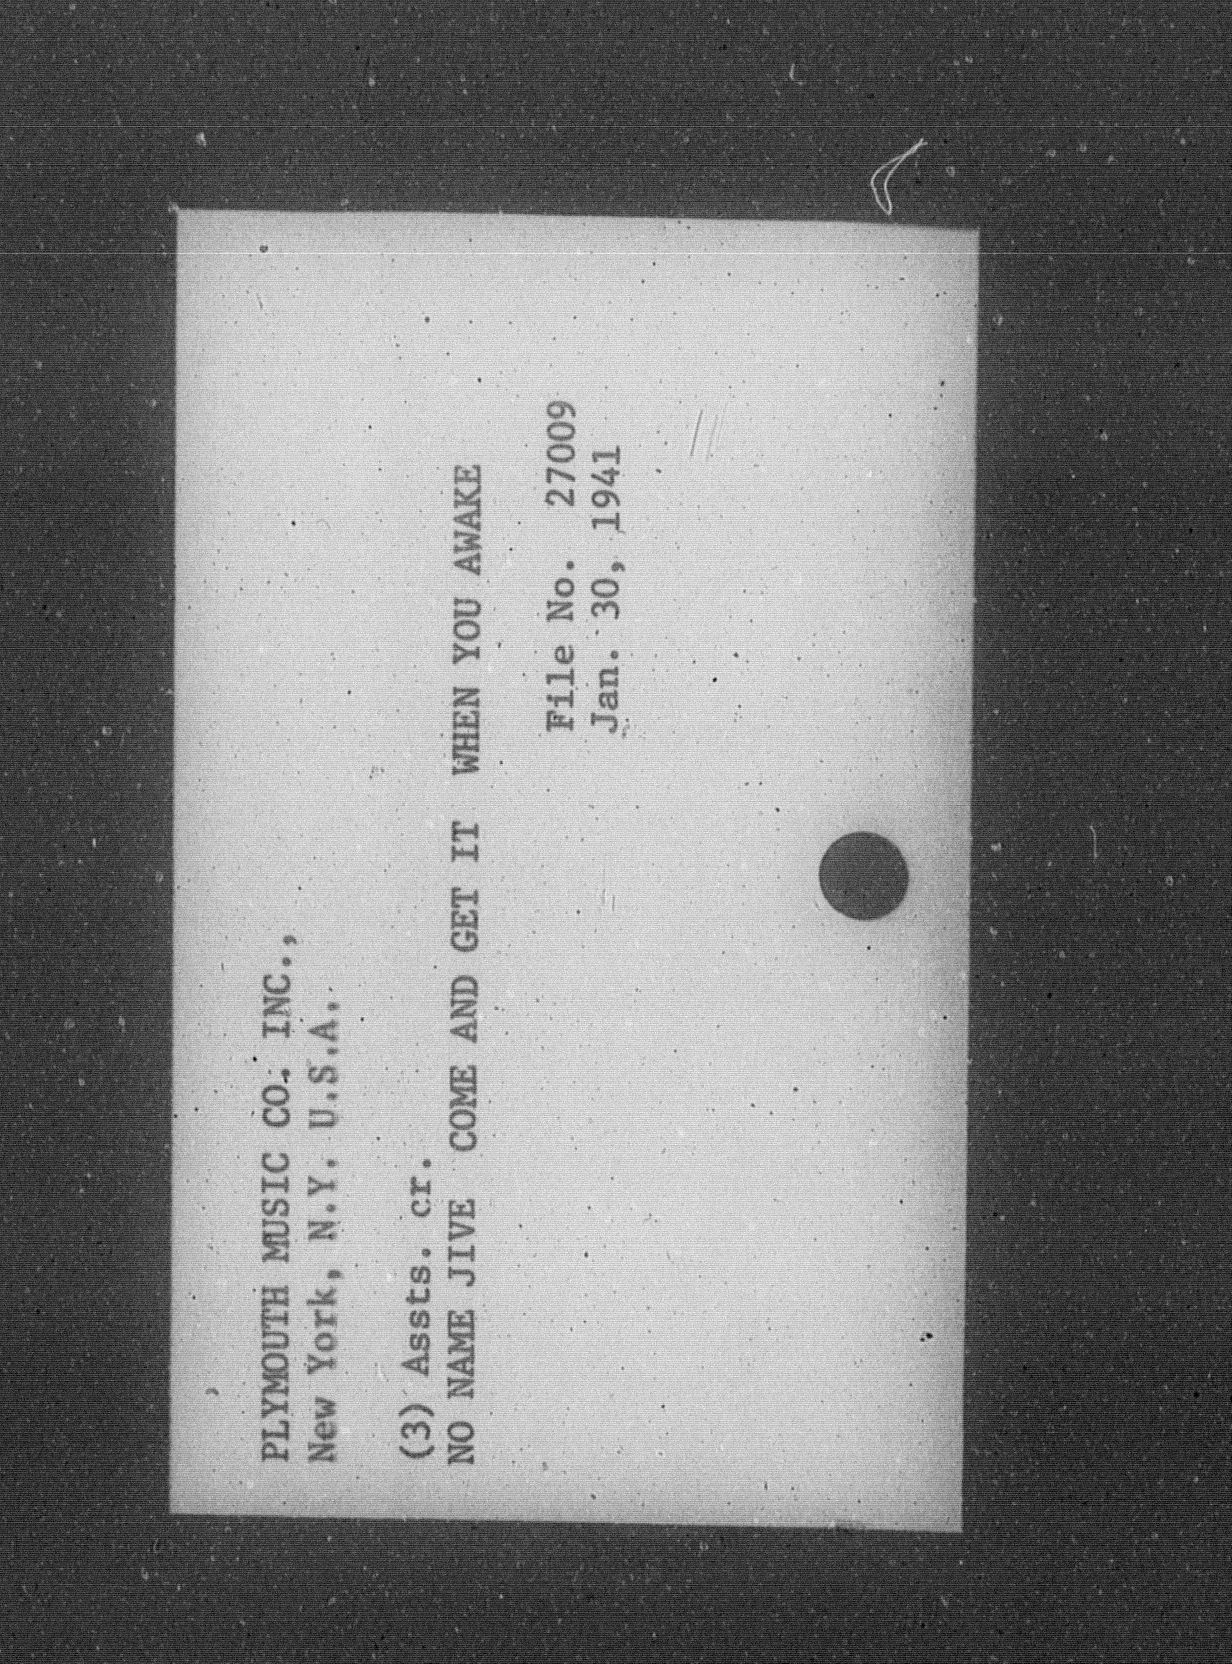 PLYMOUTH MUSIC CO. INC.,
New York, N.Y. U.S.A.
(3) Assts. cr.
NO NAME JIVE  COME AND GET IT  WHEN YOU AWAKE
File No.  27009
Jan. 30, 1941